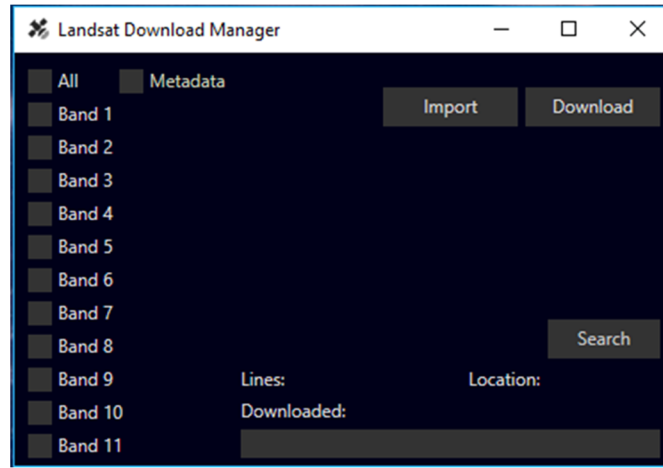 Landsat Download Manager
All Metadata
Import Download
Band 1
Band 2
Band 3
Band 4
Band 5
Band 6
Band 7
Search
Band 8
Band 9 Lines: Location:
Band 10 Downloaded:
Band 11